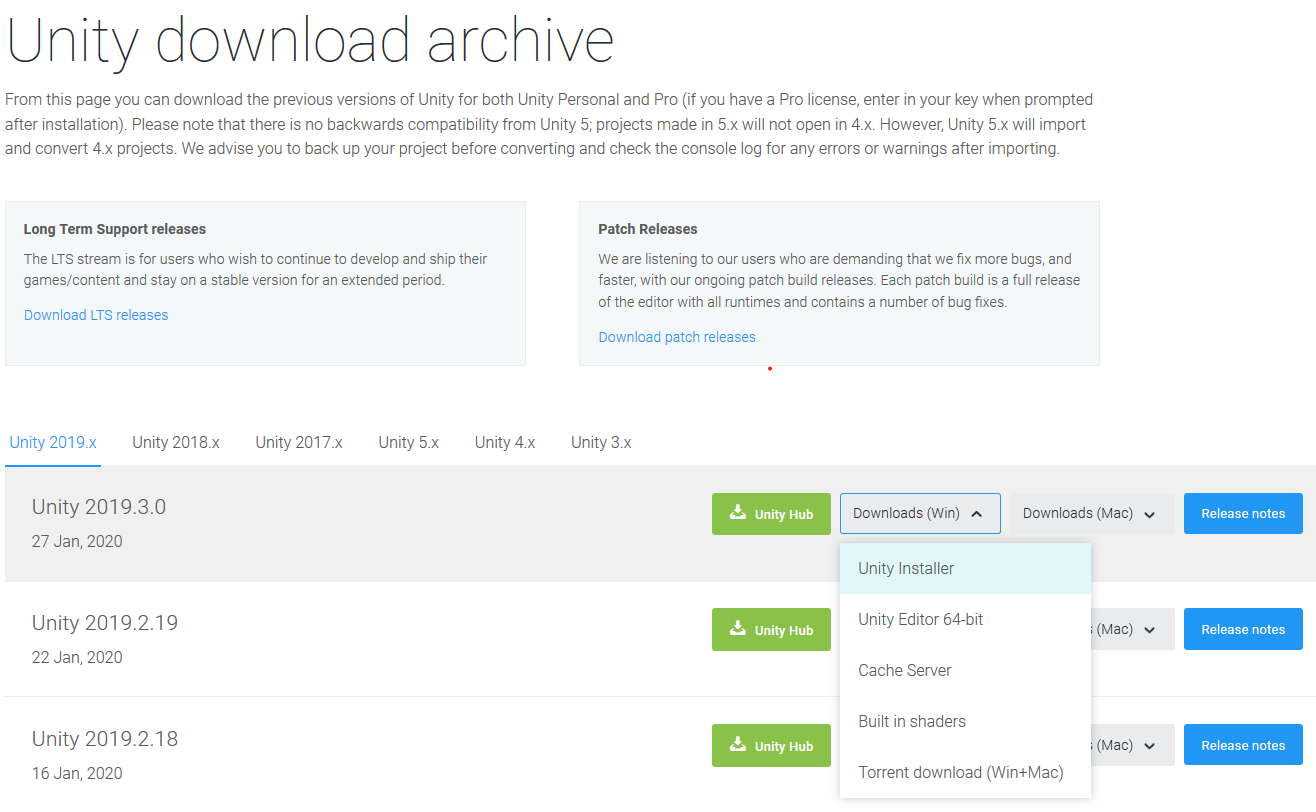 Unity download archive
From this page you can download the previous versions of Unity for both Unity Personal and Pro (if you have a Pro license, enter in your key when prompted
after installation). Please note that there is no backwards compatibility from Unity 5; projects made in 5.x will not open in 4.x. However, Unity 5.x will import
and convert 4.x projects. We advise you to back up your project before converting and check the console log for any errors or warnings after importing.
Long Term Support releases
The LTS stream is for users who wish to continue to develop and ship their
games/content and stay on a stable version for an extended period.
Download LTS releases
Patch Releases
We are listening to our users who are demanding that we fix more bugs, and
faster, with our ongoing patch build releases. Each patch build is a full release
of the editor with all runtimes and contains a number of bug fixes.
Download patch releases
Unity 2019.x Unity 2018.x Unity 2017.x Unity 5.x Unity 4.x Unity 3.x
Unity 2019.3.0
27 Jan, 2020
Unity Hub Downloads (Win) Downloads (Mac) Release notes
Unity Installer
Unity Editor 64-bit
Cache Server
Built in shaders
Torrent download (Win+Mac)
Unity 2019.2.19
22 Jan, 2020
Unity Hub (Mac) Release notes
Unity 2019.2.18
16 Jan, 2020
Unity Hub (Mac) Release notes